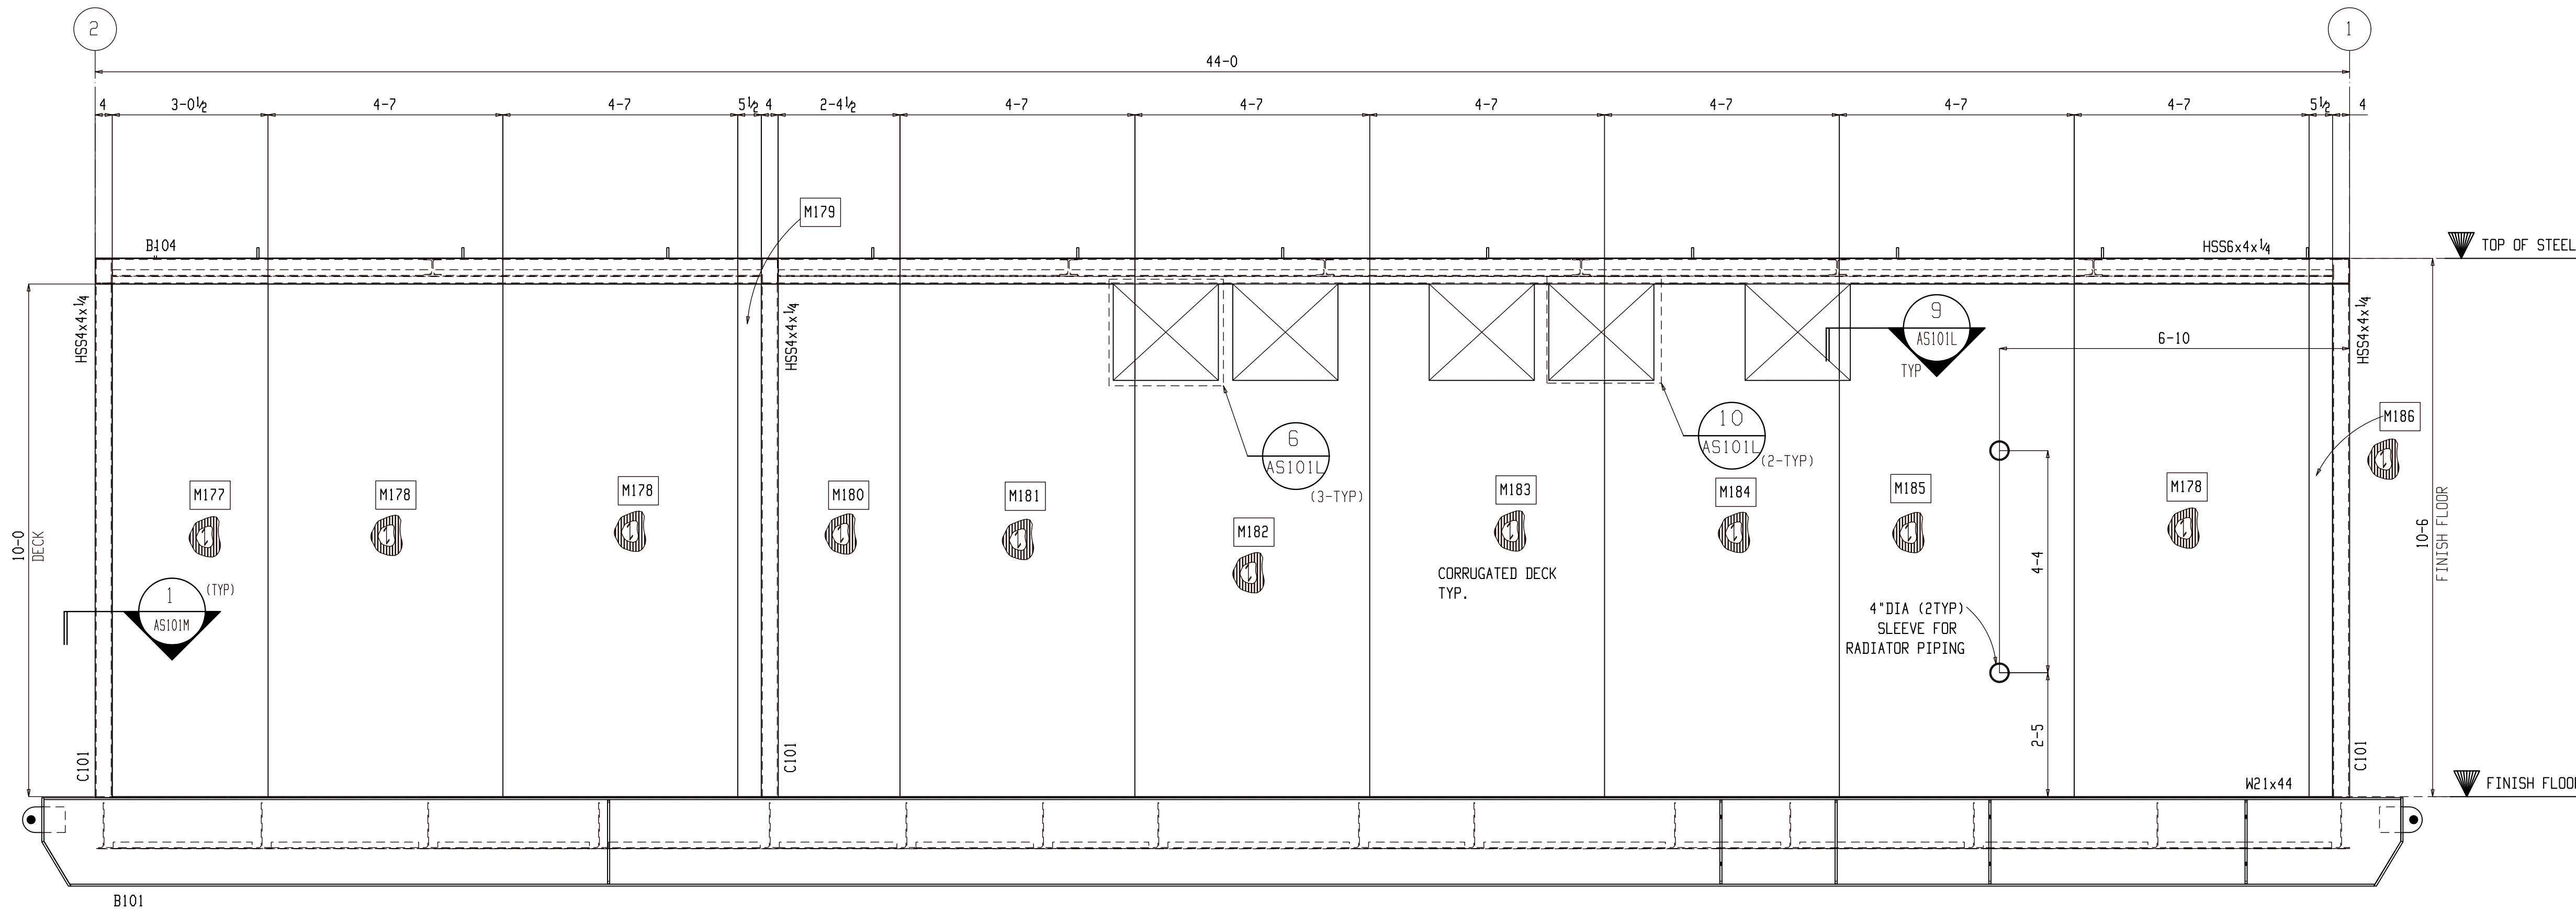 2
1
44-0
4
3-0½
4-7
4-7
5½
4
2-4½
4-7
4-7
4-7
4-7
4-7
4-7
5½
4
M179
B104
HSS6x4x¼
TOP OF STEEL
HSS4x4x¼
HSS4x4x¼
HSS4x4x¼
9
AS101L
TYP
6-10
M186
6
AS101L
(3-TYP)
10
AS101L
(2-TYP)
M177
M178
M178
M180
M181
M182
M183
M184
M185
M178
10-0
DECK
10-6
FINISH FLOOR
CORRUGATED DECK
TYP.
4-4
1
AS101M
(TYP)
4"DIA (2TYP)
SLEEVE FOR
RADIATOR PIPING
2-5
C101
C101
C101
W21x44
FINISH FLOOR
B101